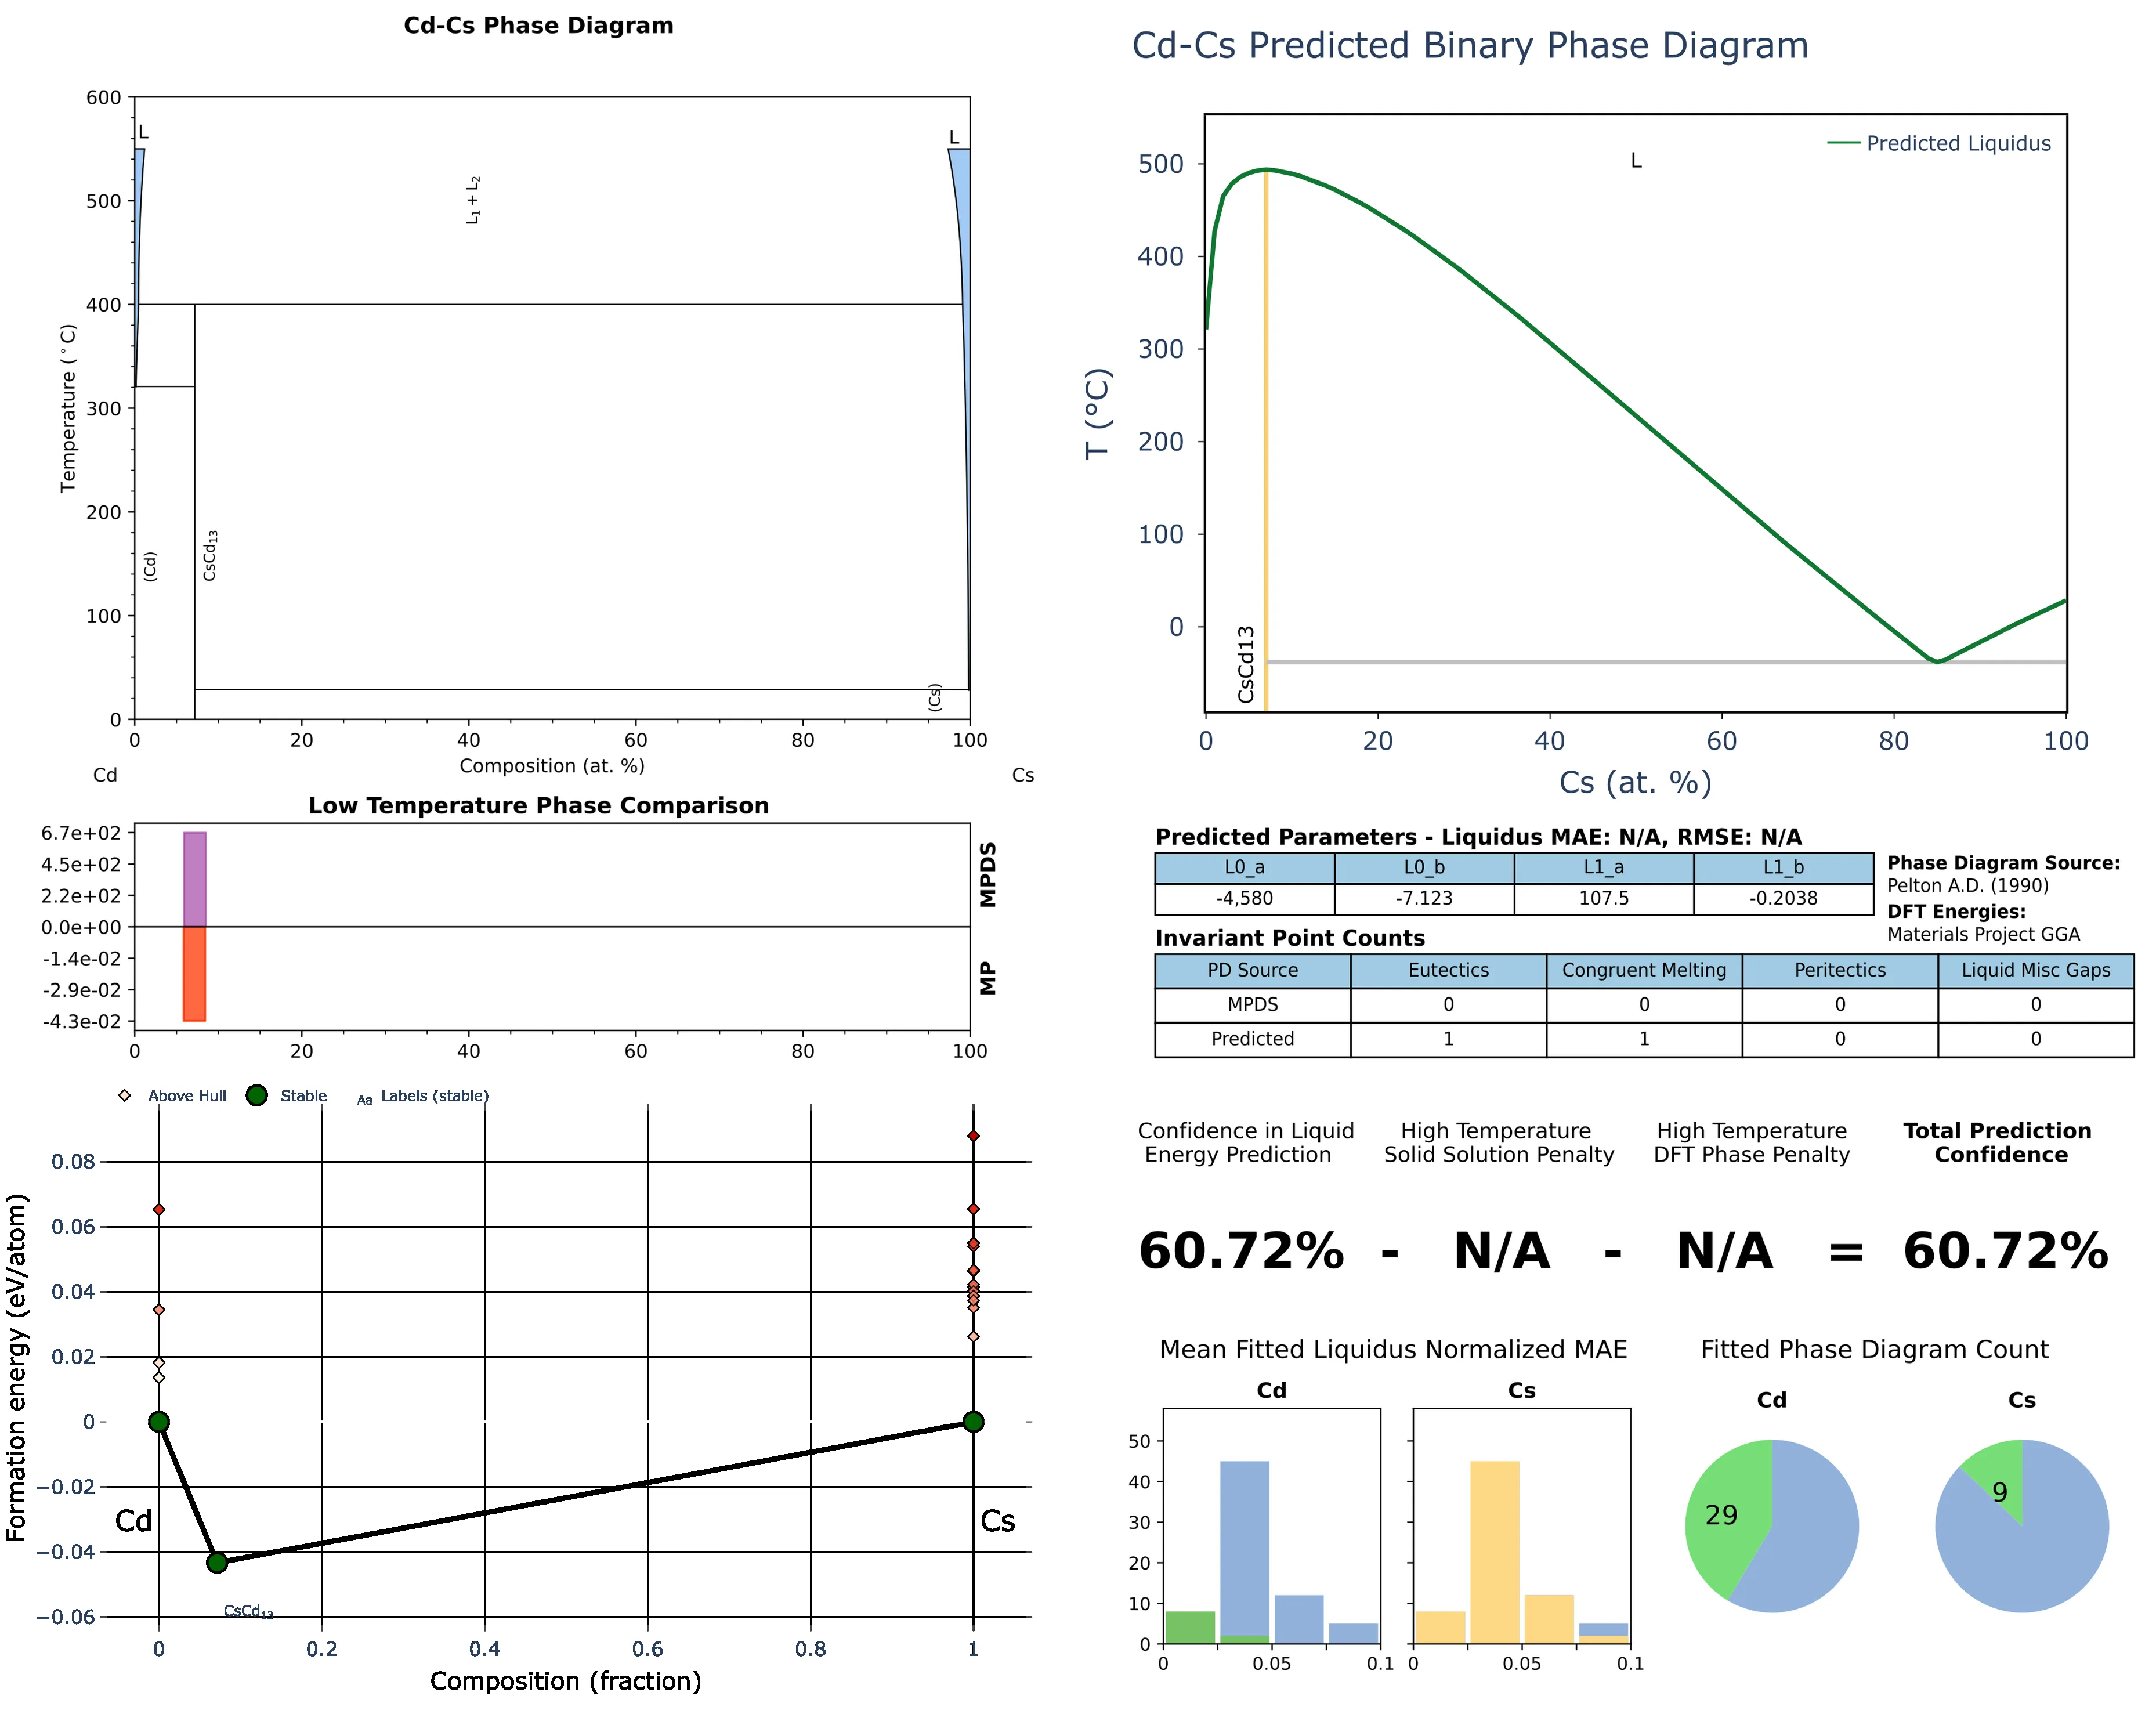 Cd-Cs Phase Diagram
600
500
400
300
200
100
0
Temperature (°C)
L
L
L₁ + L₂
(Cd)
CsCd₁₃
(Cs)
0 20 40 60 80 100
Composition (at. %)
Cd
Cs
Low Temperature Phase Comparison
6.7e+02
4.5e+02
2.2e+02
0.0e+00
-1.4e-02
-2.9e-02
-4.3e-02
MPDS
MP
0 20 40 60 80 100
Above Hull
Stable
Aa Labels (stable)
0.08
0.06
0.04
0.02
0
−0.02
−0.04
−0.06
Formation energy (eV/atom)
Cd
Cs
CsCd₁₃
0 0.2 0.4 0.6 0.8 1
Composition (fraction)
Cd-Cs Predicted Binary Phase Diagram
500
400
300
200
100
0
T (°C)
L
Predicted Liquidus
CsCd13
0 20 40 60 80 100
Cs (at. %)
Predicted Parameters - Liquidus MAE: N/A, RMSE: N/A
L0_a L0_b L1_a L1_b
-4,580 -7.123 107.5 -0.2038
Phase Diagram Source:
Pelton A.D. (1990)
DFT Energies:
Materials Project GGA
Invariant Point Counts
PD Source Eutectics Congruent Melting Peritectics Liquid Misc Gaps
MPDS 0 0 0 0
Predicted 1 1 0 0
Confidence in Liquid
Energy Prediction
High Temperature
Solid Solution Penalty
High Temperature
DFT Phase Penalty
Total Prediction
Confidence
60.72% - N/A - N/A = 60.72%
Mean Fitted Liquidus Normalized MAE
Cd
Cs
50
40
30
20
10
0
0 0.05 0.1
0 0.05 0.1
Fitted Phase Diagram Count
Cd
Cs
29
9